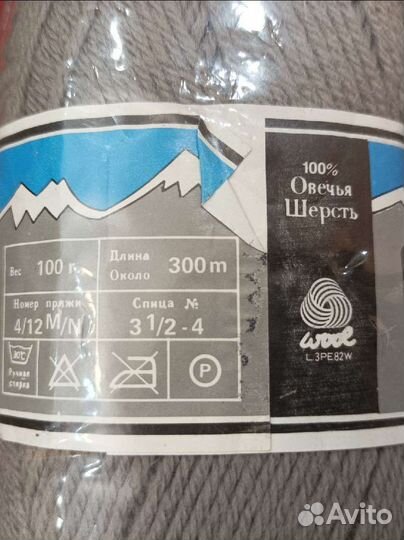 100%
Овечья
Шерсть
Вес 100 г.
Длина
Около 300 m
Номер пряжи
4/12 M/N
Спица №
3 1/2 - 4
30°C
Ручная
стирка
P
wool
L.3PE82W
Avito